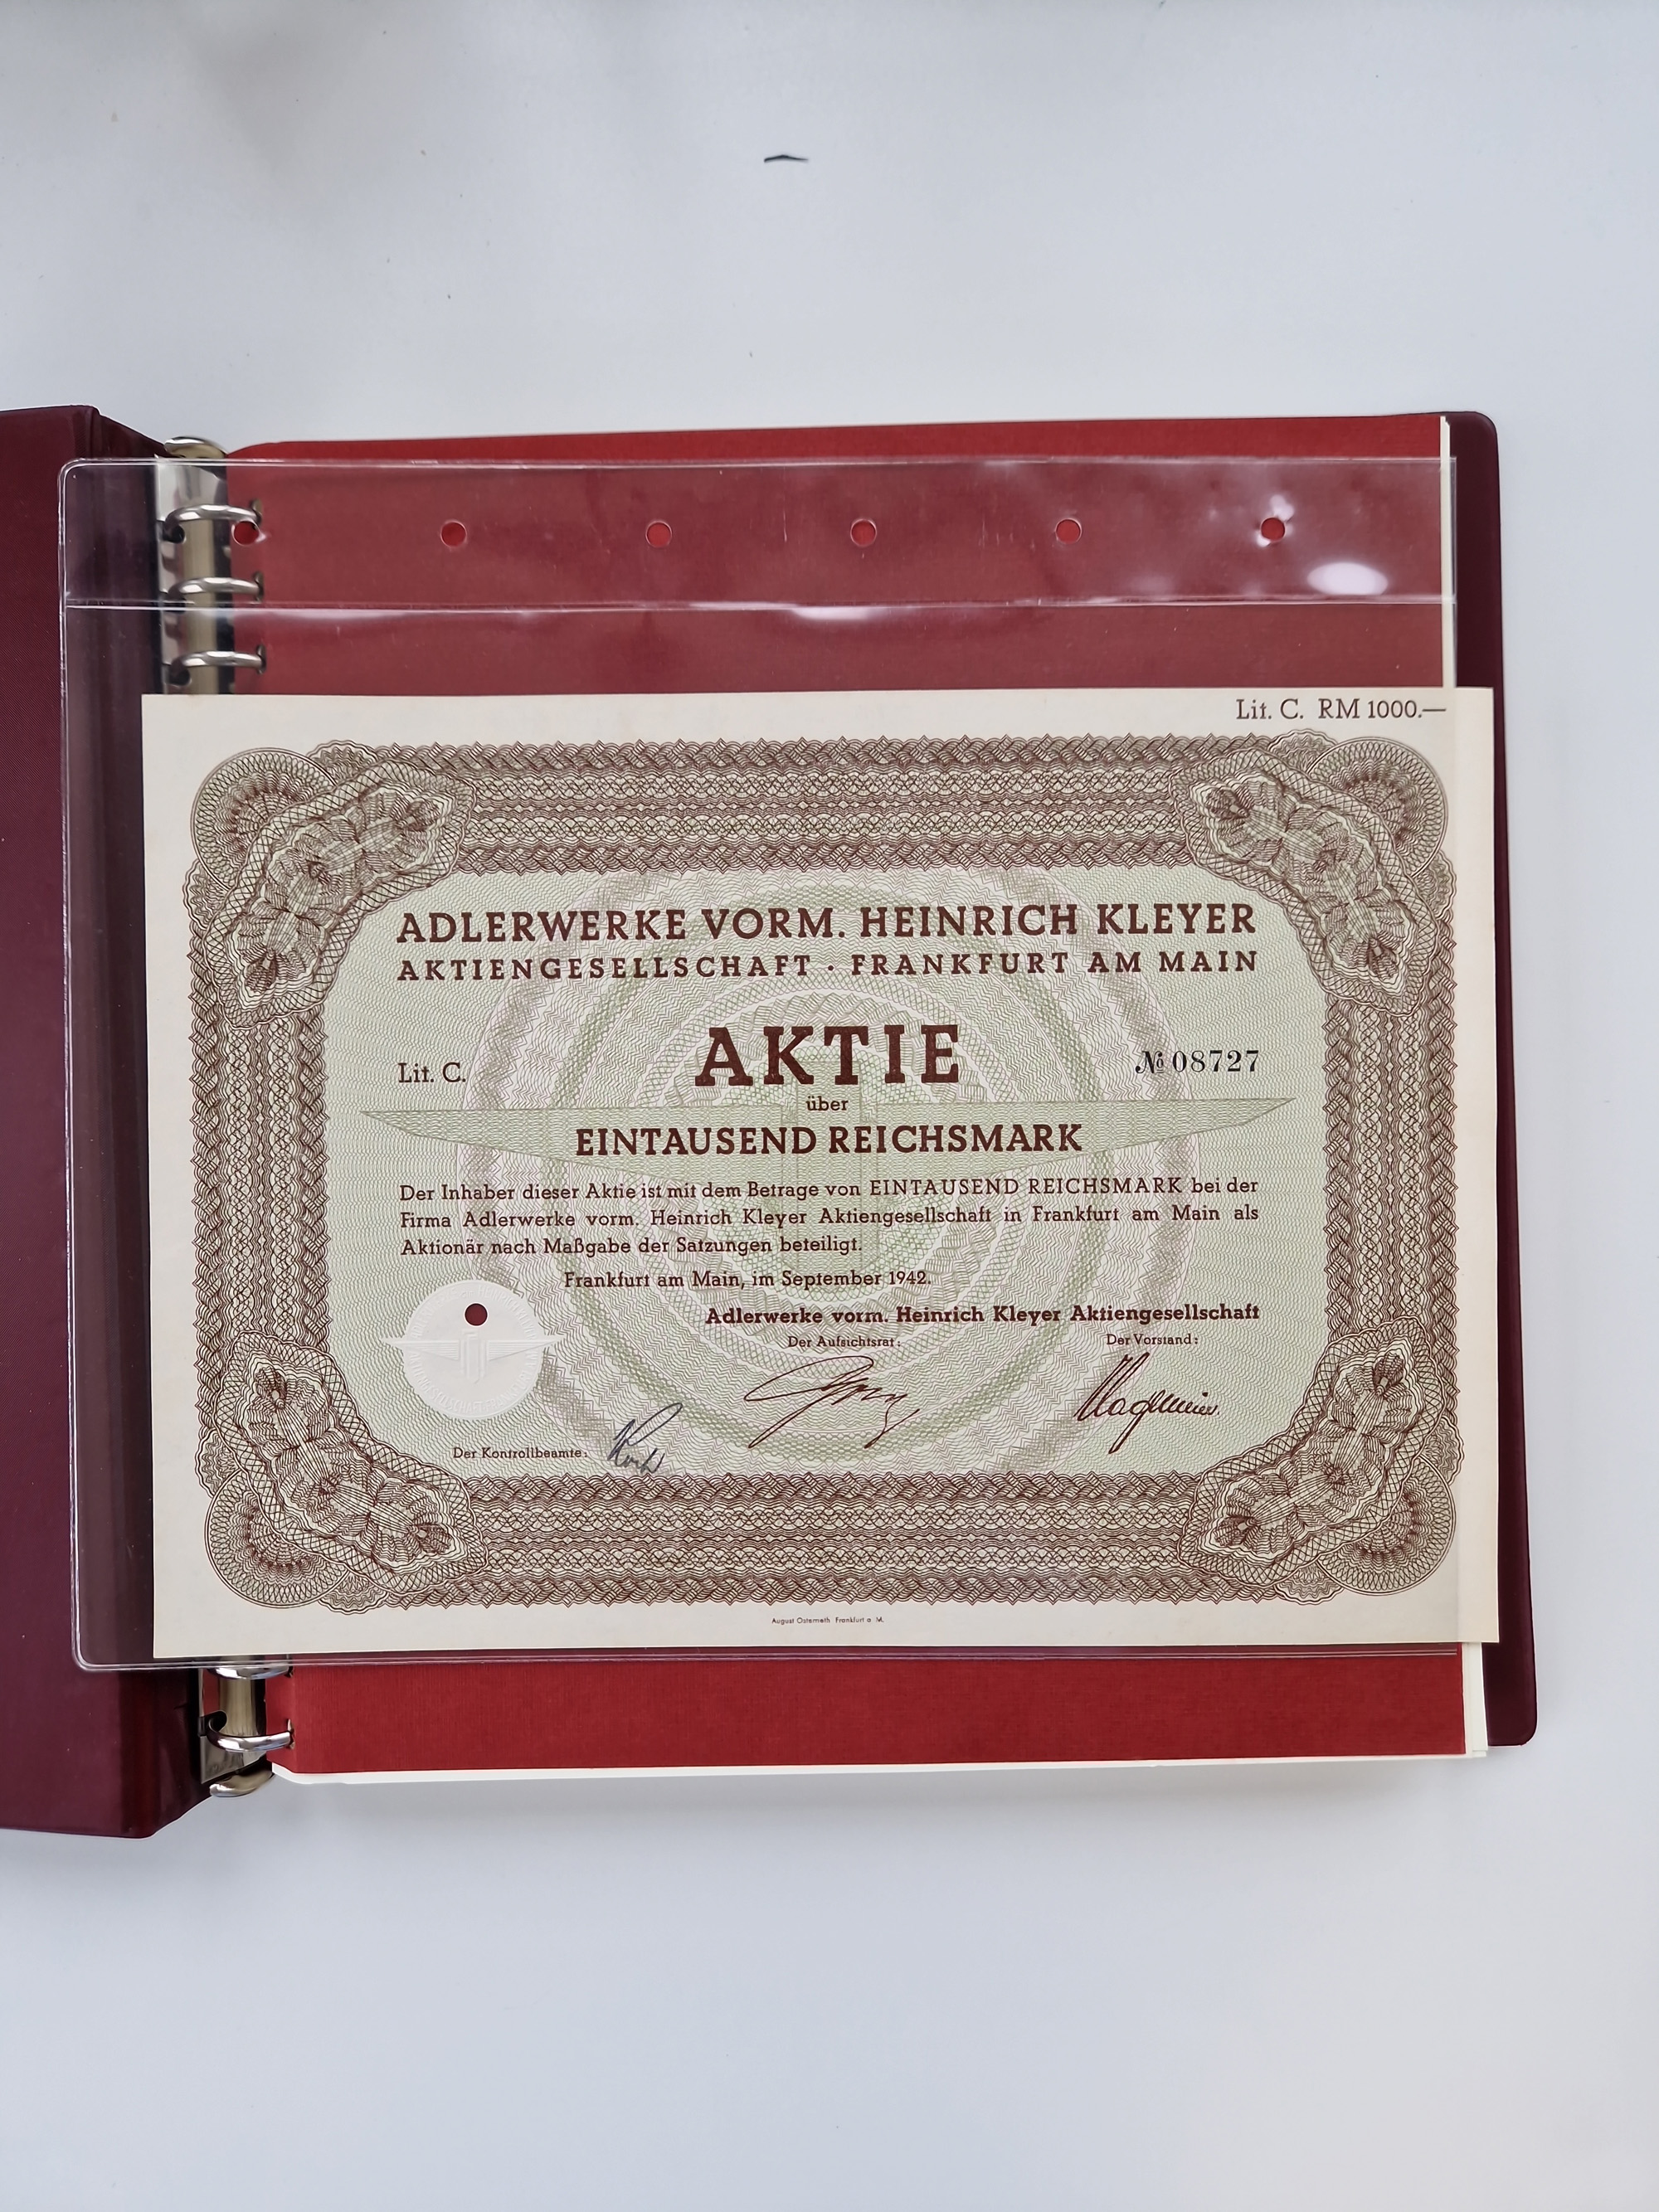 Lit. C. RM 1000.—
ADLERWERKE VORM. HEINRICH KLEYER
AKTIENGESELLSCHAFT · FRANKFURT AM MAIN
AKTIE
Lit. C.
№ 08727
über
EINTAUSEND REICHSMARK
Der Inhaber dieser Aktie ist mit dem Betrage von EINTAUSEND REICHSMARK bei der
Firma Adlerwerke vorm. Heinrich Kleyer Aktiengesellschaft in Frankfurt am Main als
Aktionär nach Maßgabe der Satzungen beteiligt.
Frankfurt am Main, im September 1942.
Adlerwerke vorm. Heinrich Kleyer Aktiengesellschaft
Der Aufsichtsrat:
Der Vorstand:
Der Kontrollbeamte:
August Osterrieth Frankfurt a. M.